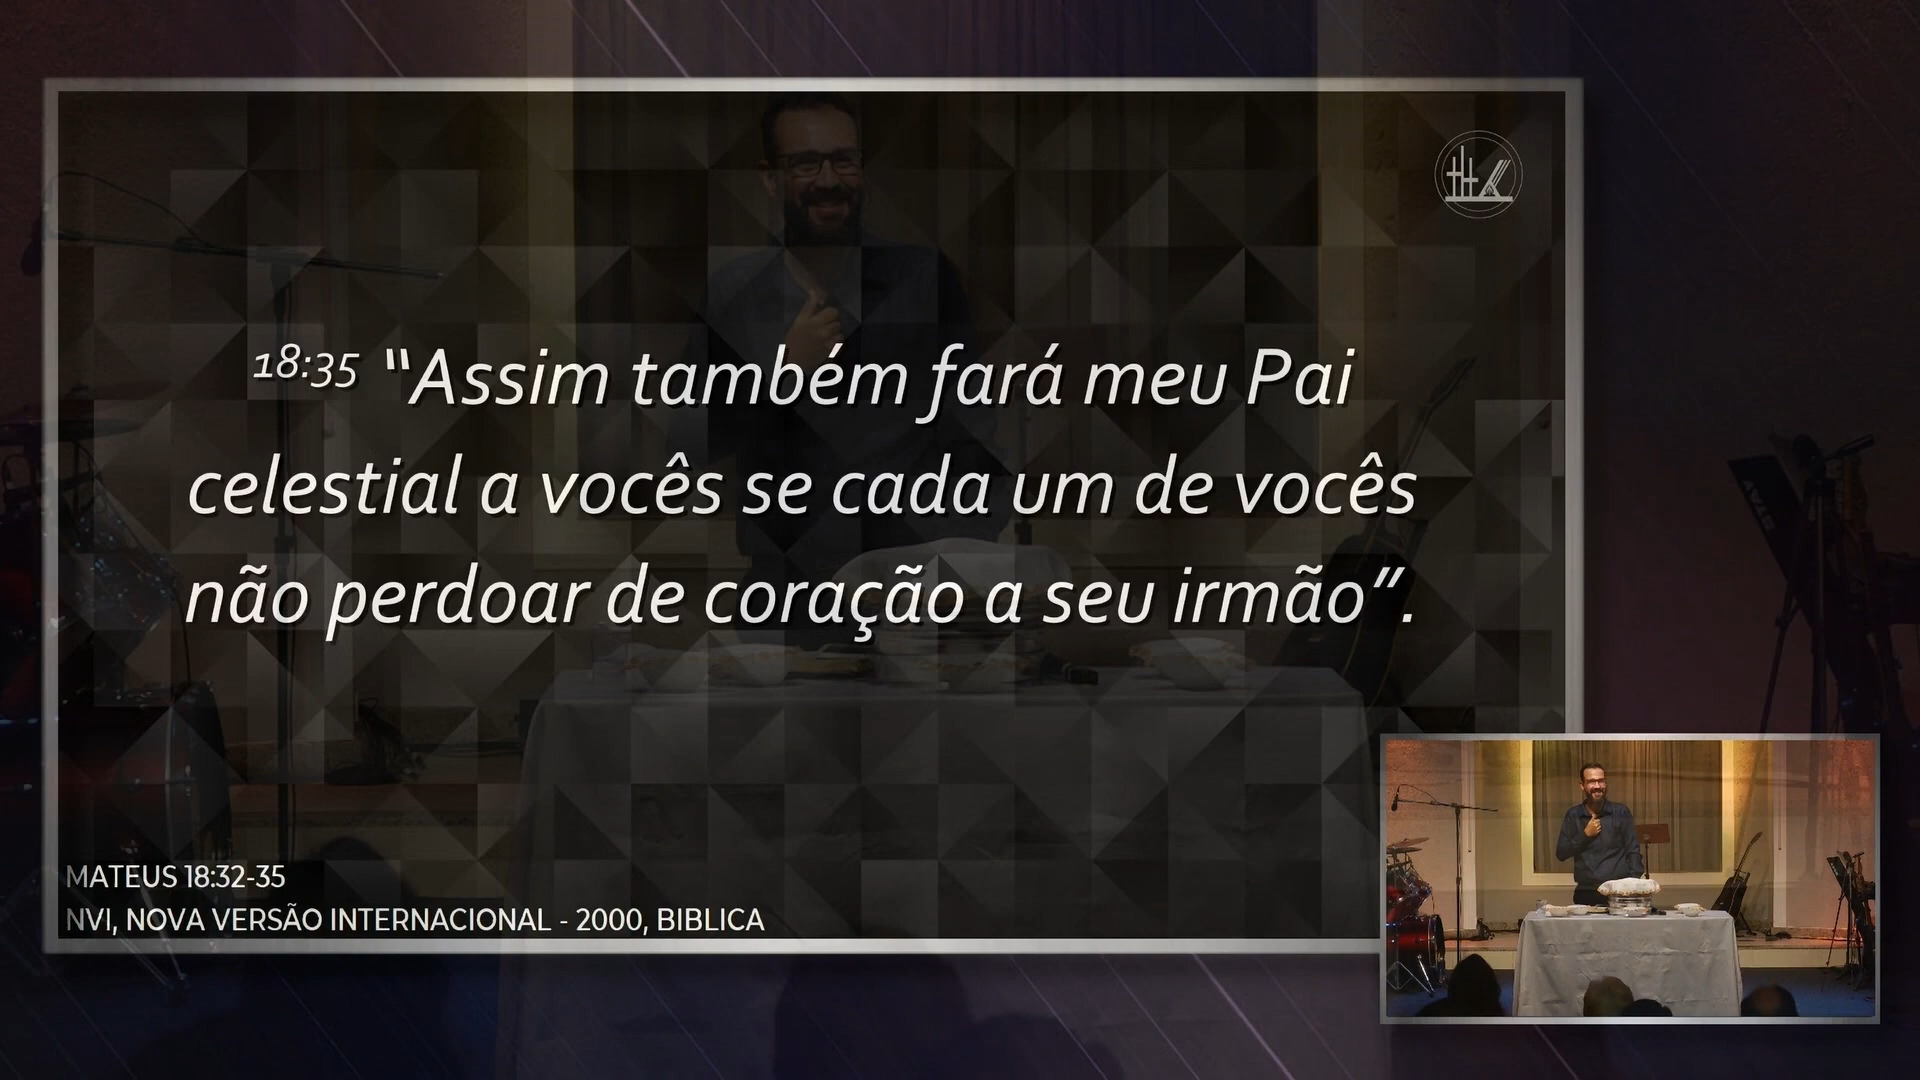 18:35 “Assim também fará meu Pai
celestial a vocês se cada um de vocês
não perdoar de coração a seu irmão”.
MATEUS 18:32-35
NVI, NOVA VERSÃO INTERNACIONAL - 2000, BIBLICA